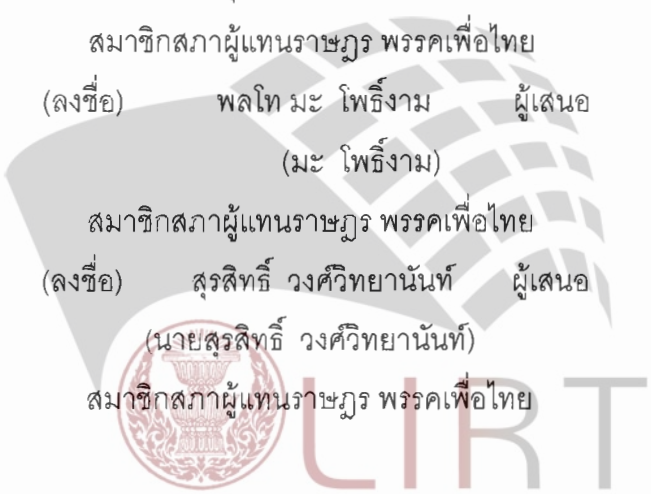 สมาชิกสภาผู้แทนราษฎร พรรคเพื่อไทย
(ลงชื่อ) พลโท มะ โพธิ์งาม ผู้เสนอ
(มะ โพธิ์งาม)
สมาชิกสภาผู้แทนราษฎร พรรคเพื่อไทย
(ลงชื่อ) สุรสิทธิ์ วงศ์วิทยานันท์ ผู้เสนอ
(นายสุรสิทธิ์ วงศ์วิทยานันท์)
สมาชิกสภาผู้แทนราษฎร พรรคเพื่อไทย
LIRT